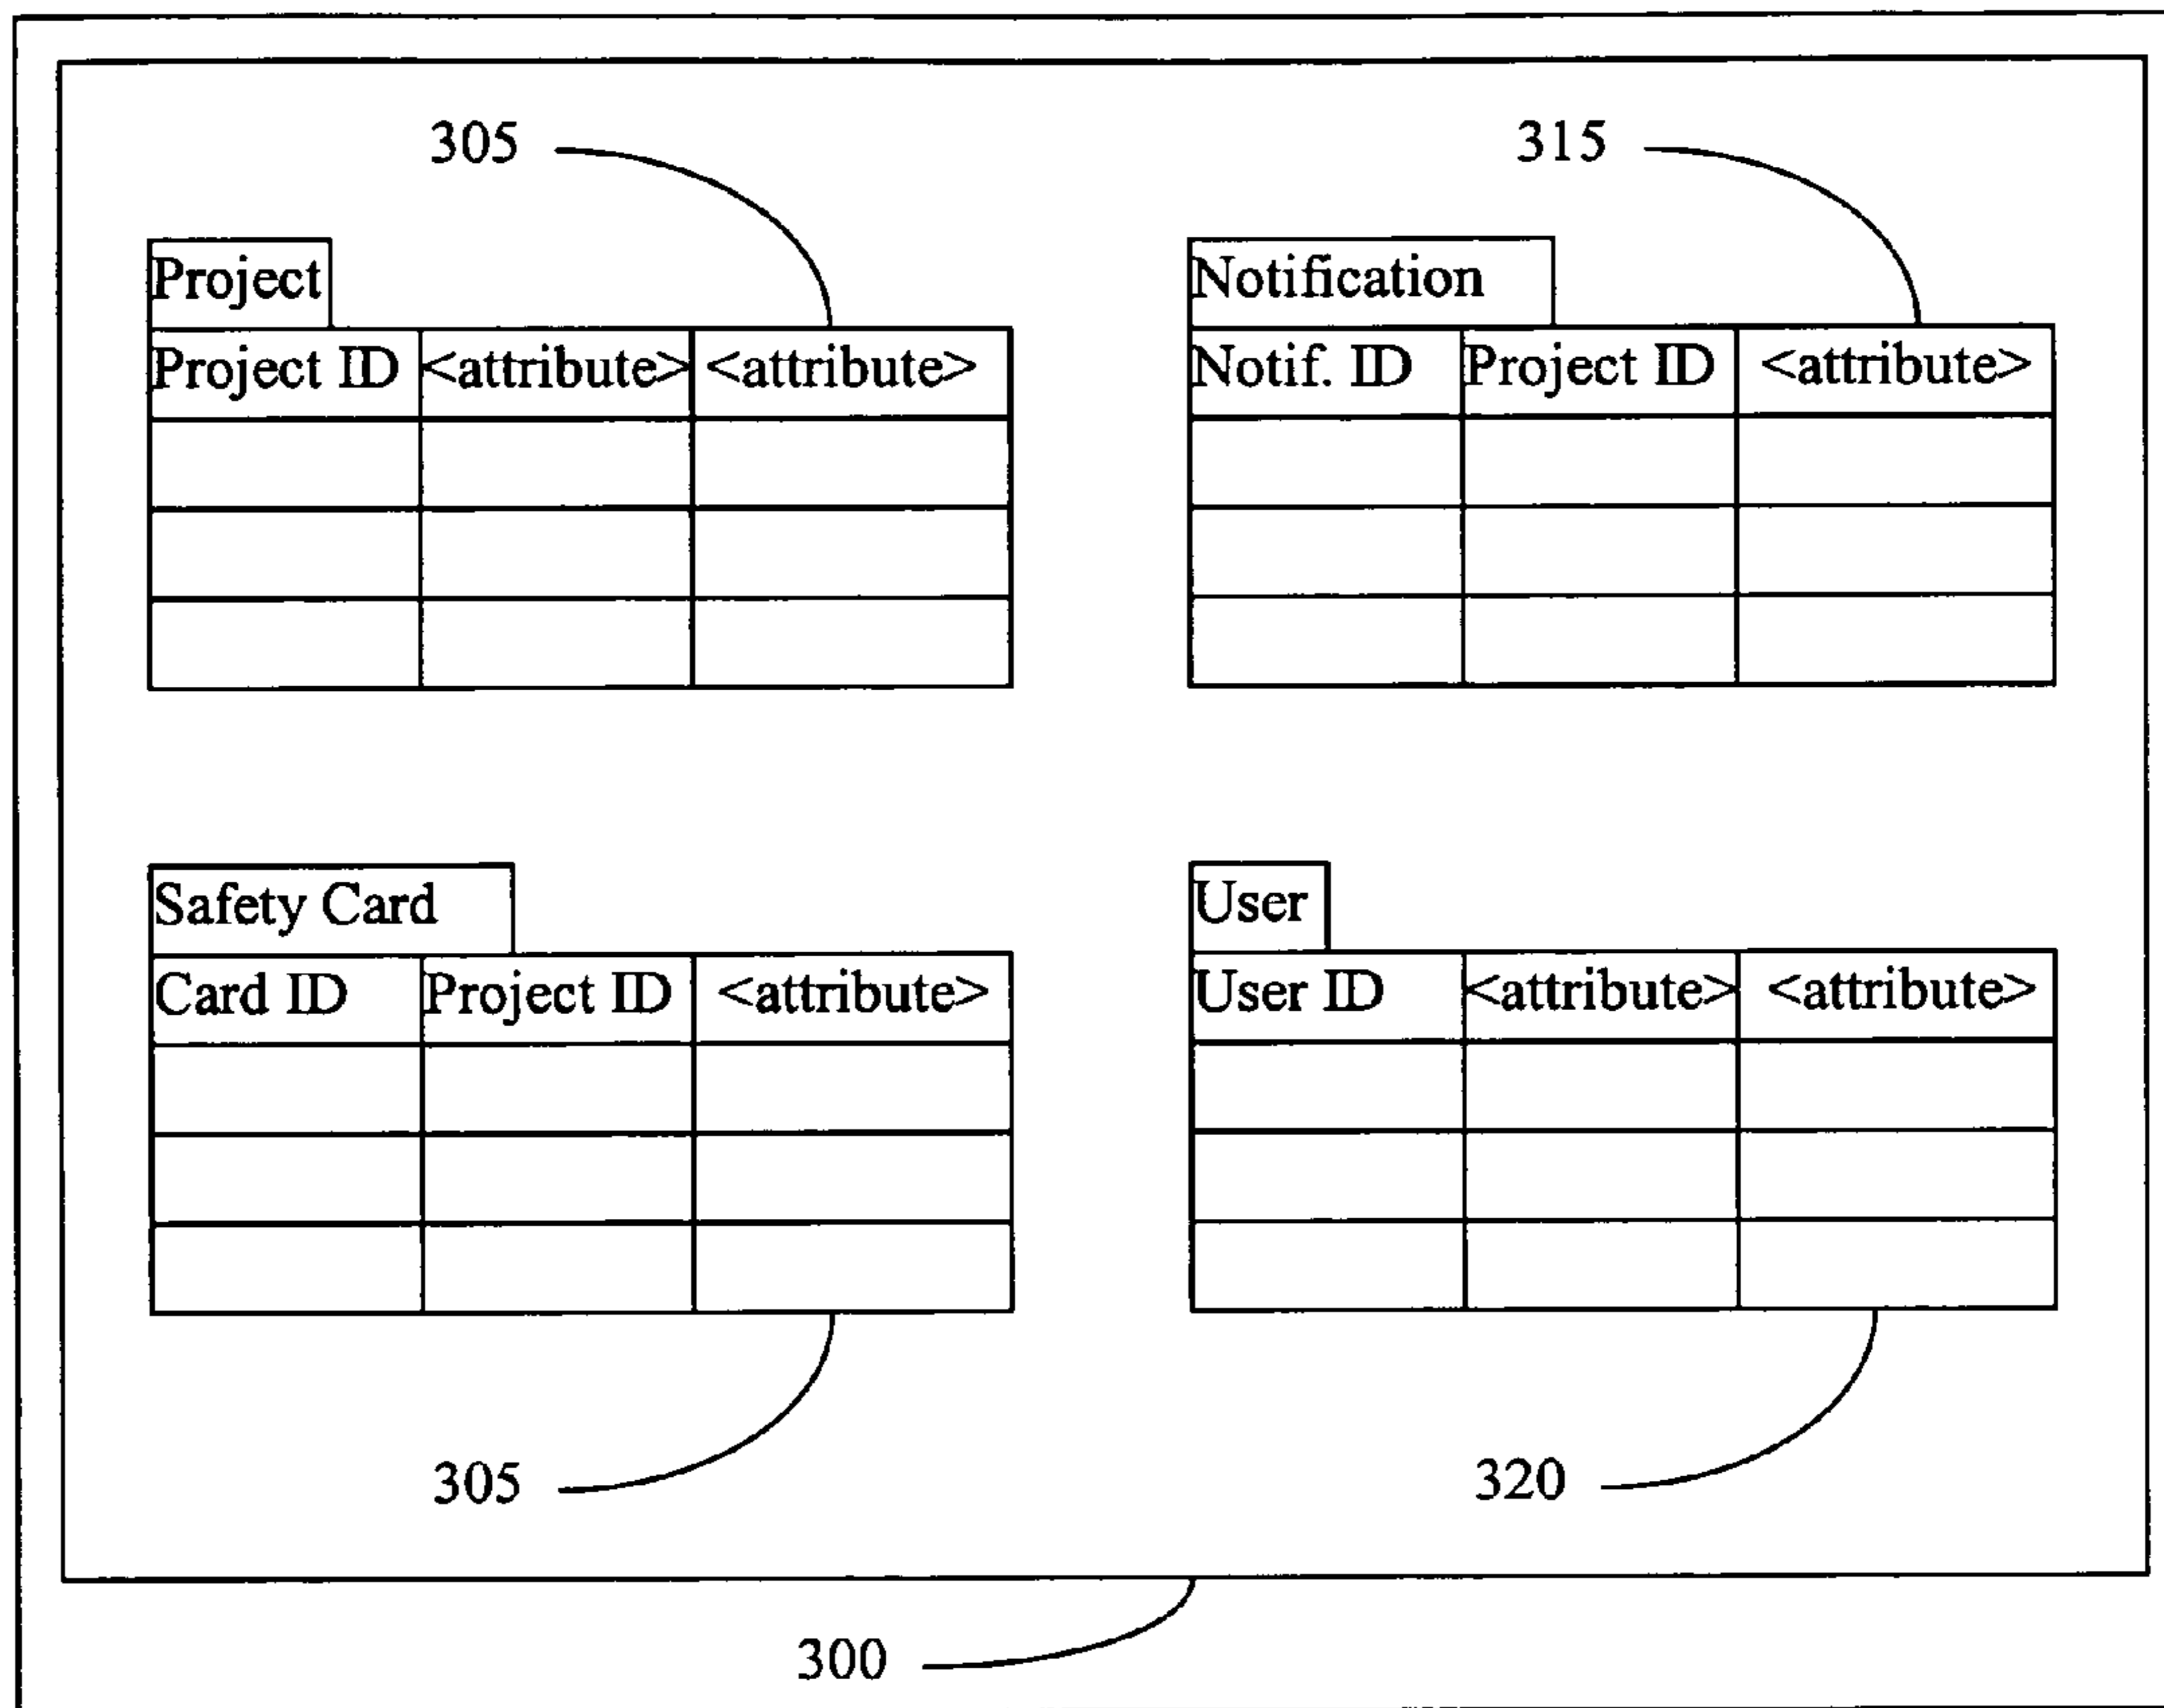 305
315
Project
Notification
Project ID <attribute> <attribute>
Notif. ID Project ID <attribute>
Safety Card
User
Card ID Project ID <attribute>
User ID <attribute> <attribute>
305
320
300